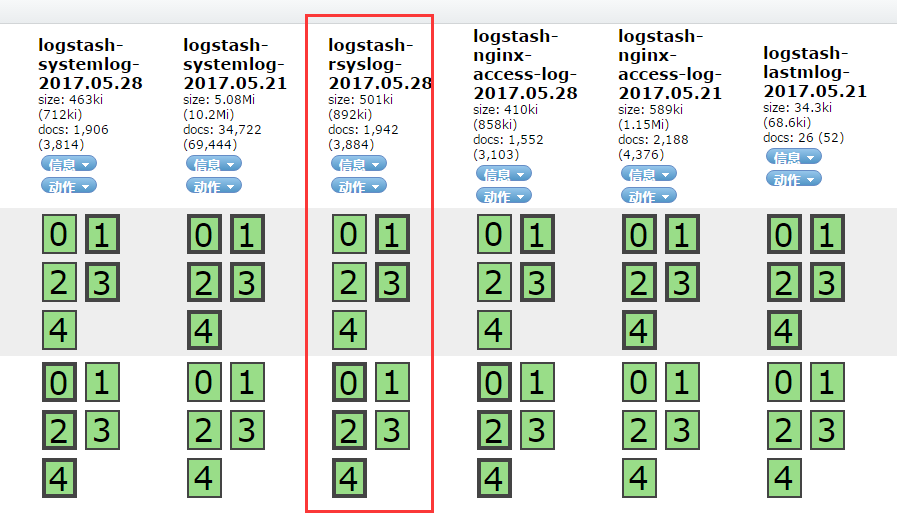 logstash-
systemlog-
2017.05.28
size: 463ki
(712ki)
docs: 1,906
(3,814)
信息
动作
logstash-
systemlog-
2017.05.21
size: 5.08Mi
(10.2Mi)
docs: 34,722
(69,444)
信息
动作
logstash-
rsyslog-
2017.05.28
size: 501ki
(892ki)
docs: 1,942
(3,884)
信息
动作
logstash-
nginx-
access-log-
2017.05.28
size: 410ki
(858ki)
docs: 1,552
(3,103)
信息
动作
logstash-
nginx-
access-log-
2017.05.21
size: 589ki
(1.15Mi)
docs: 2,188
(4,376)
信息
动作
logstash-
lastmlog-
2017.05.21
size: 34.3ki
(68.6ki)
docs: 26 (52)
信息
动作
0 1 0 1 0 1 0 1 0 1 0 1
2 3 2 3 2 3 2 3 2 3 2 3
4 4 4 4 4 4
0 1 0 1 0 1 0 1 0 1 0 1
2 3 2 3 2 3 2 3 2 3 2 3
4 4 4 4 4 4